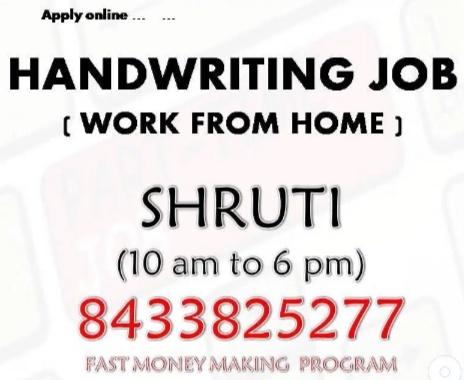 Apply online ... ...
HANDWRITING JOB
( WORK FROM HOME )
SHRUTI
(10 am to 6 pm)
8433825277
FAST MONEY MAKING PROGRAM